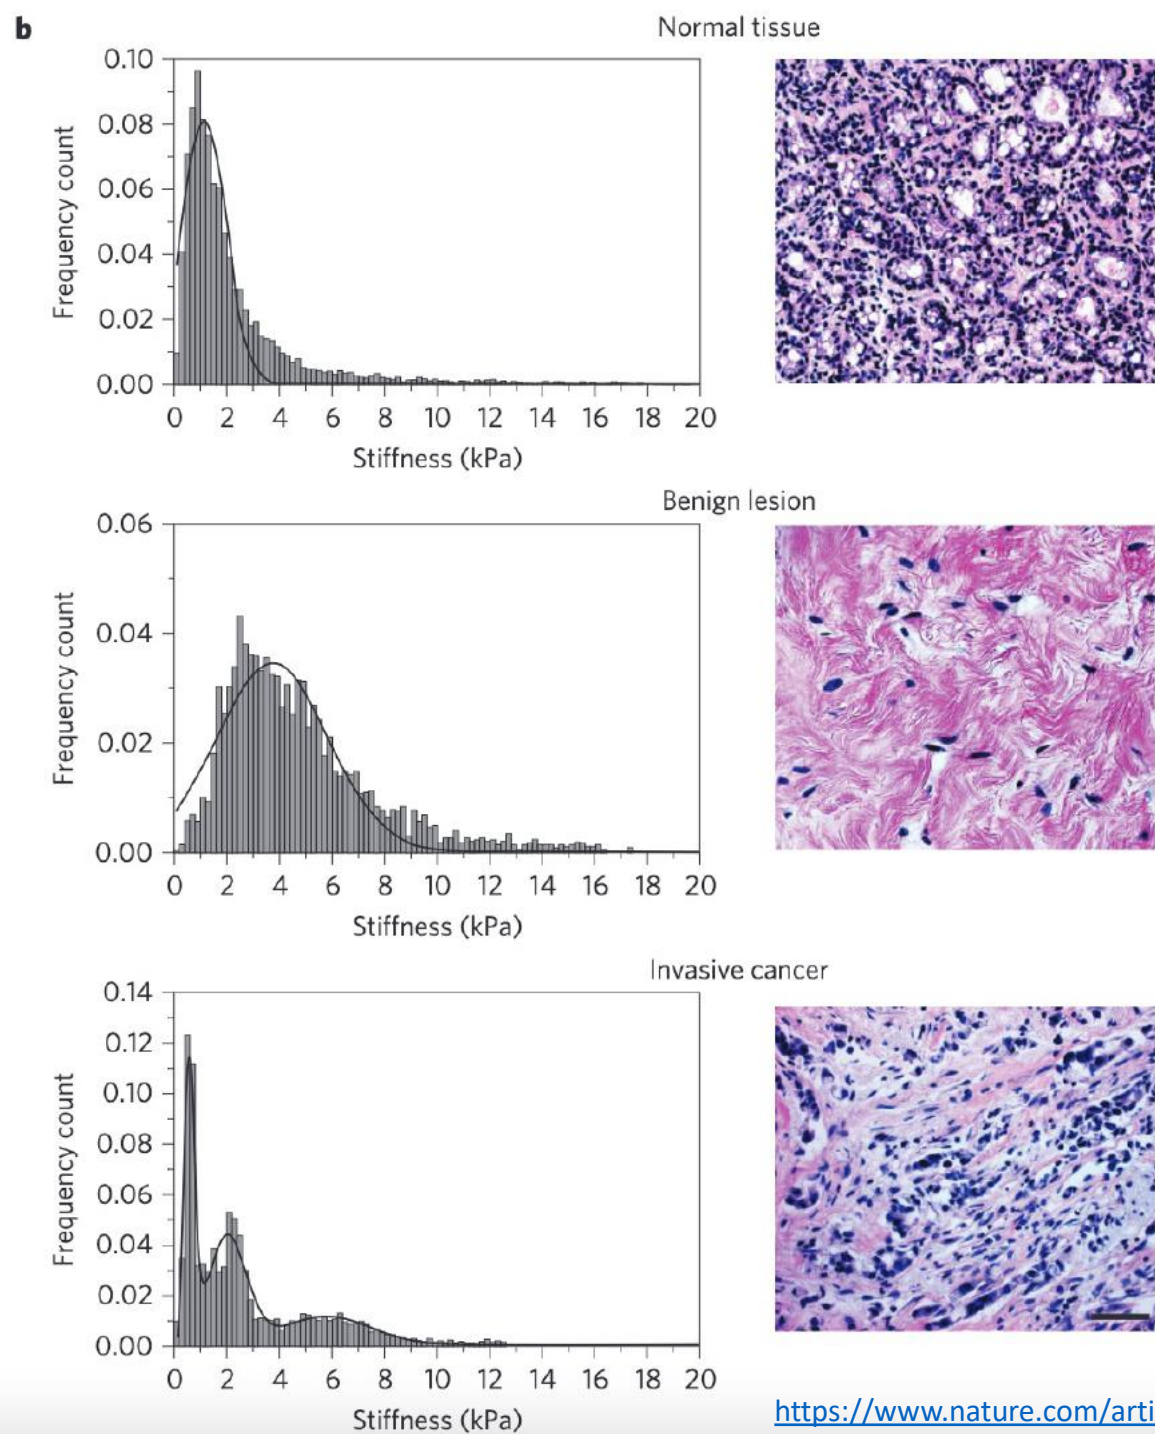 b
Normal tissue
0.10
0.08
0.06
0.04
0.02
0.00
Frequency count
0 2 4 6 8 10 12 14 16 18 20
Stiffness (kPa)
Benign lesion
0.06
0.04
0.02
0.00
Frequency count
0 2 4 6 8 10 12 14 16 18 20
Stiffness (kPa)
Invasive cancer
0.14
0.12
0.10
0.08
0.06
0.04
0.02
0.00
Frequency count
0 2 4 6 8 10 12 14 16 18 20
Stiffness (kPa)
https://www.nature.com/arti